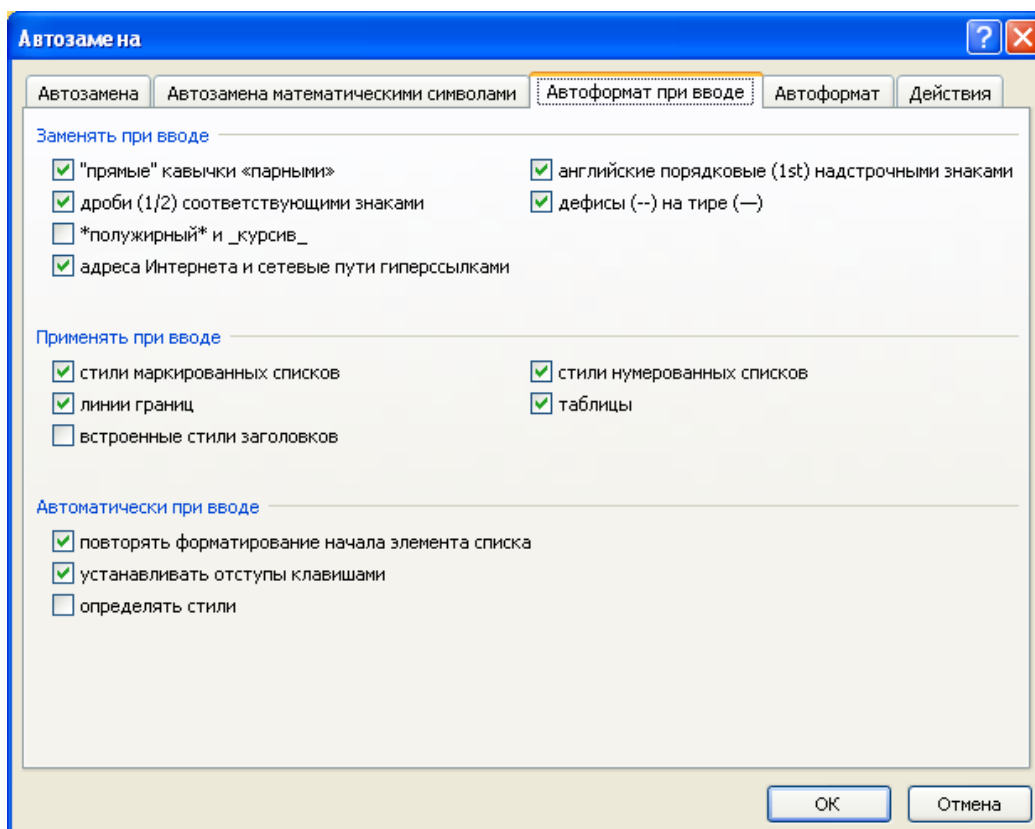 Автозамена
Автозамена Автозамена математическими символами Автоформат при вводе Автоформат Действия
Заменять при вводе
"прямые" кавычки «парными» английские порядковые (1st) надстрочными знаками
дроби (1/2) соответствующими знаками дефисы (--) на тире (—)
*полужирный* и _курсив_
адреса Интернета и сетевые пути гиперссылками
Применять при вводе
стили маркированных списков стили нумерованных списков
линии границ таблицы
встроенные стили заголовков
Автоматически при вводе
повторять форматирование начала элемента списка
устанавливать отступы клавишами
определять стили
ОК Отмена